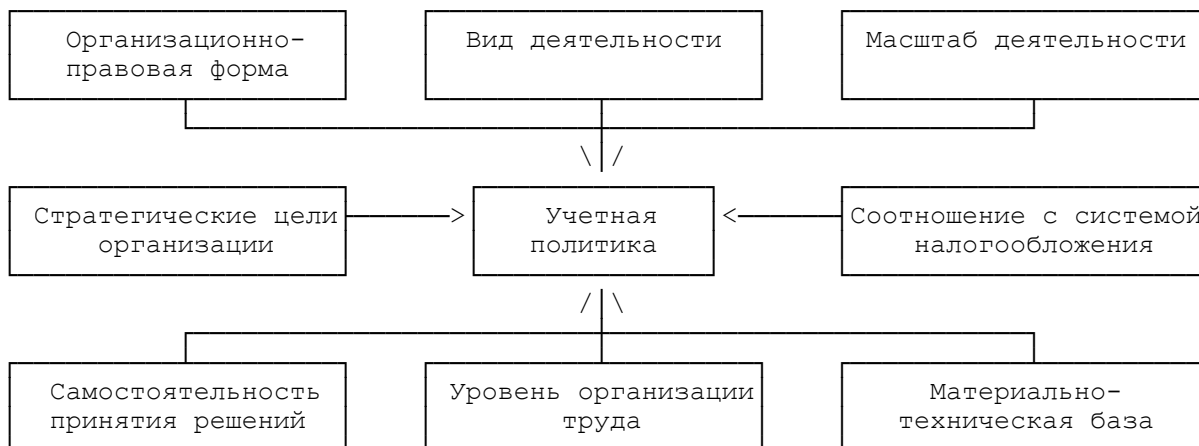 Организационно-
правовая форма
Вид деятельности
Масштаб деятельности
Стратегические цели
организации
Учетная
политика
Соотношение с системой
налогообложения
Самостоятельность
принятия решений
Уровень организации
труда
Материально-
техническая база